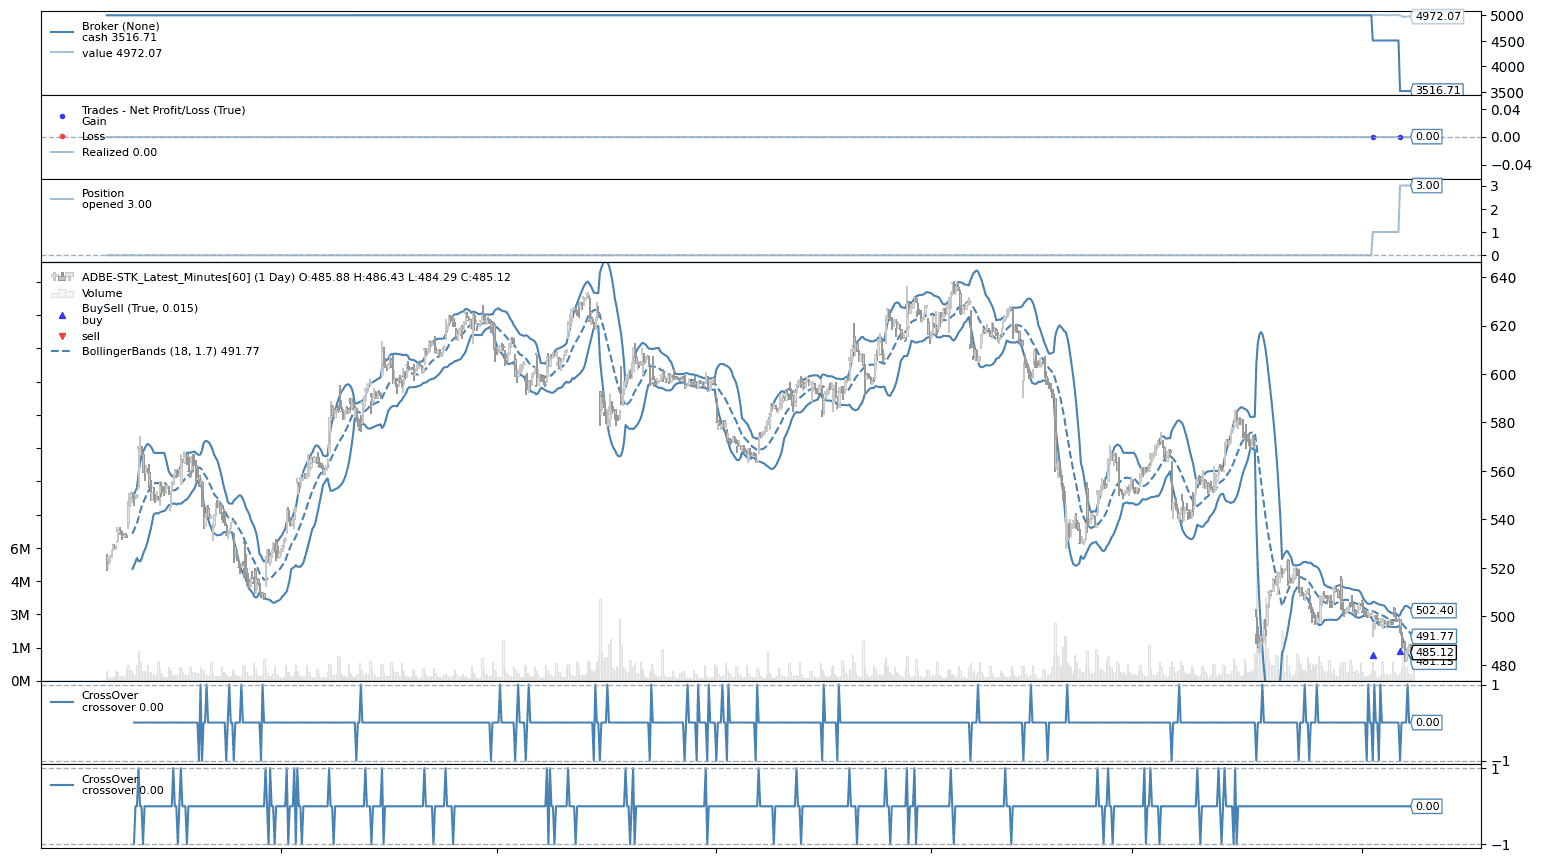 Broker (None)
cash 3516.71
value 4972.07
4972.07
3516.71
5000
4500
4000
3500
Trades - Net Profit/Loss (True)
Gain
Loss
Realized 0.00
0.00
0.04
0.00
−0.04
Position
opened 3.00
3.00
3
2
1
0
ADBE-STK_Latest_Minutes[60] (1 Day) O:485.88 H:486.43 L:484.29 C:485.12
Volume
BuySell (True, 0.015)
buy
sell
BollingerBands (18, 1.7) 491.77
640
620
600
580
560
540
520
500
480
6M
4M
3M
1M
0M
502.40
491.77
485.12
481.15
CrossOver
crossover 0.00
0.00
1
−1
CrossOver
crossover 0.00
0.00
1
−1